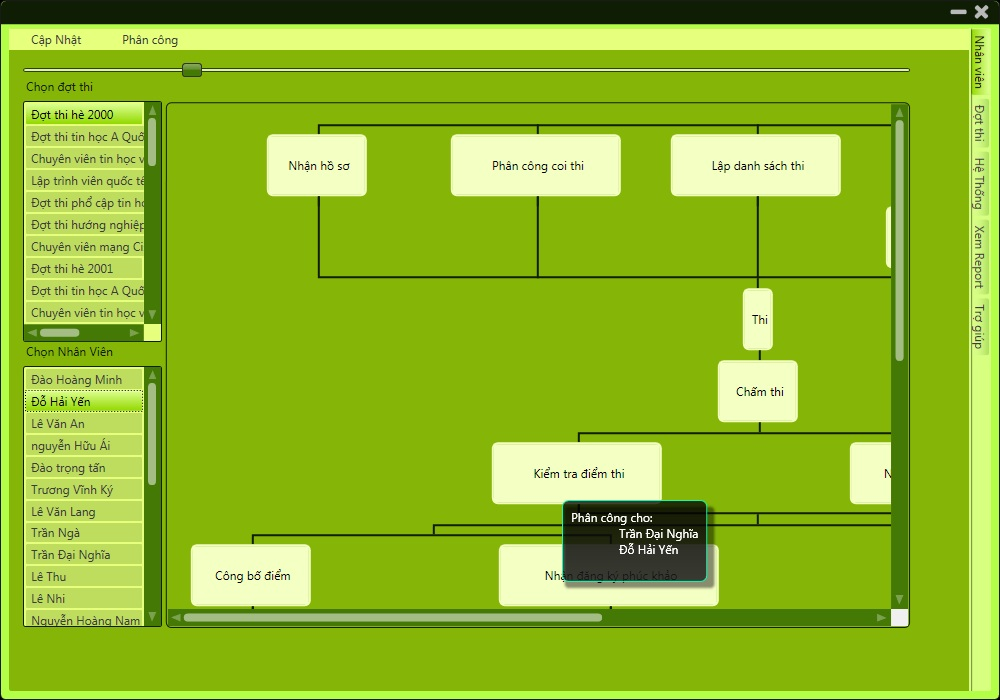 Cập Nhật
Phân công
Chọn đợt thi
Đợt thi hè 2000
Đợt thi tin học A Quố
Chuyên viên tin học v
Lập trình viên quốc tế
Đợt thi phổ cập tin họ
Đợt thi hướng nghiệp
Chuyên viên mạng Ci
Đợt thi hè 2001
Đợt thi tin học A Quố
Chuyên viên tin học v
Chọn Nhân Viên
Đào Hoàng Minh
Đỗ Hải Yến
Lê Văn An
nguyễn Hữu Ái
Đào trọng tấn
Trương Vĩnh Ký
Lê Văn Lang
Trần Ngà
Trần Đại Nghĩa
Lê Thu
Lê Nhi
Nguyễn Hoàng Nam
Nhận hồ sơ
Phân công coi thi
Lập danh sách thi
Thi
Chấm thi
Kiểm tra điểm thi
N
Phân công cho:
Trần Đại Nghĩa
Đỗ Hải Yến
Công bố điểm
Nhận đăng ký phúc khảo
Nhân viên
Đợt thi
Hệ Thống
Xem Report
Trợ giúp